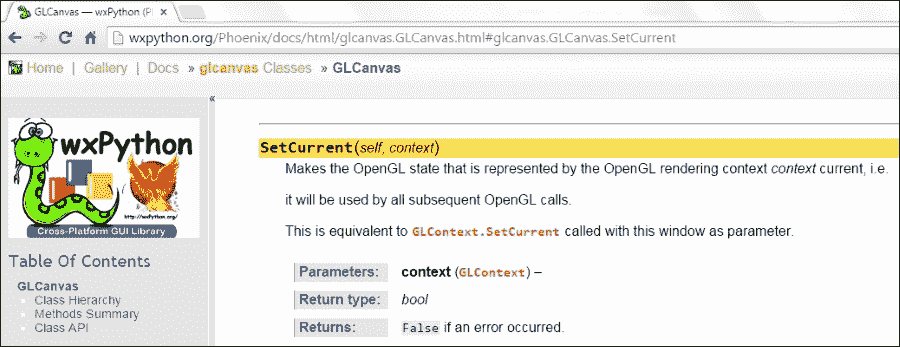 GLCanvas — wxPython (P
wxpython.org/Phoenix/docs/html/glcanvas.GLCanvas.html#glcanvas.GLCanvas.SetCurrent
Home | Gallery | Docs » glcanvas Classes » GLCanvas
«
wxPython
http://wxPython.org/
Cross-Platform GUI Library
SetCurrent(self, context)
Makes the OpenGL state that is represented by the OpenGL rendering context context current, i.e.
it will be used by all subsequent OpenGL calls.
This is equivalent to GLContext.SetCurrent called with this window as parameter.
Parameters: context (GLContext) –
Return type: bool
Returns: False if an error occurred.
Table Of Contents
GLCanvas
Class Hierarchy
Methods Summary
Class API